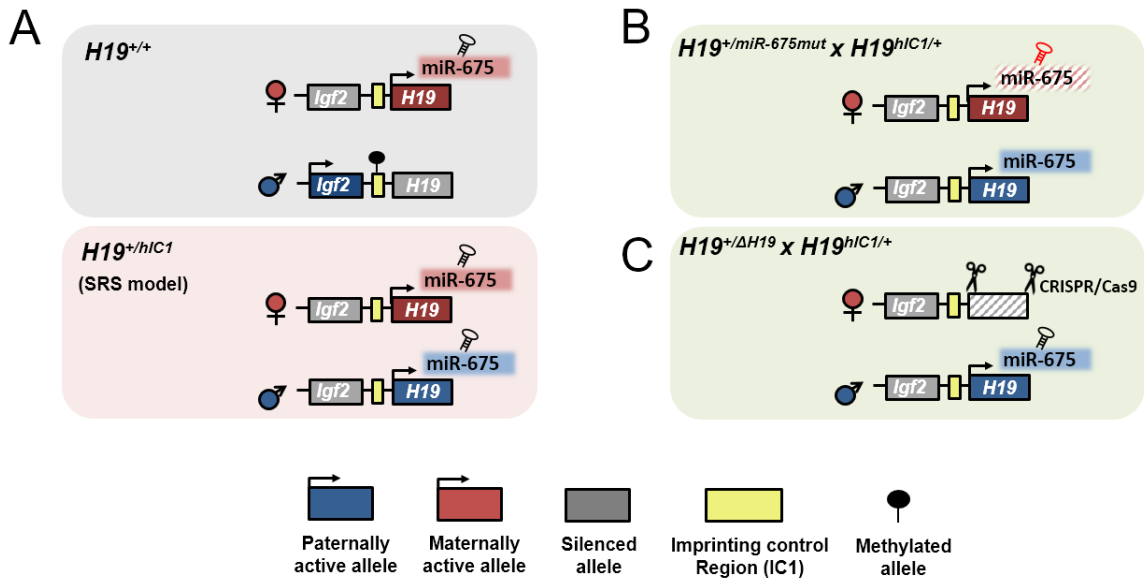 A
H19+/+
miR-675
Igf2
H19
Igf2
H19
H19+/hIC1
(SRS model)
miR-675
Igf2
H19
miR-675
Igf2
H19
B
H19+/miR-675mut x H19hIC1/+
miR-675
Igf2
H19
miR-675
Igf2
H19
C
H19+/ΔH19 x H19hIC1/+
CRISPR/Cas9
Igf2
miR-675
Igf2
H19
Paternally
active allele
Maternally
active allele
Silenced
allele
Imprinting control
Region (IC1)
Methylated
allele